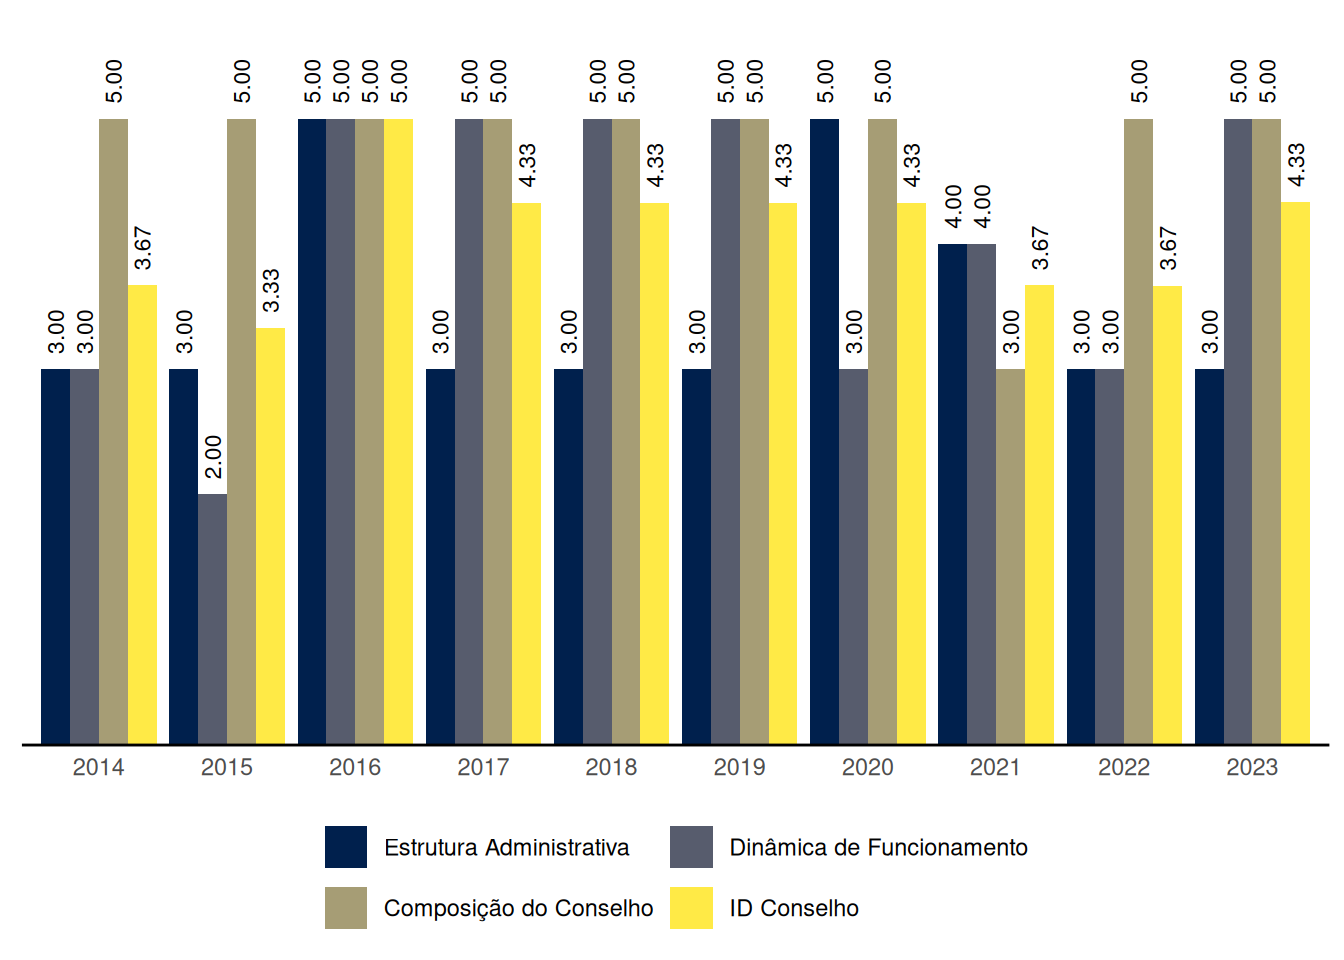 5.00 5.00 5.00 5.00 5.00 5.00 5.00 5.00 5.00 5.00 5.00 5.00 5.00 5.00 5.00 5.00 5.00
4.33 4.33 4.33 4.33 4.33
4.00 4.00
3.67 3.67 3.67
3.33
3.00 3.00 3.00 3.00 3.00 3.00 3.00 3.00 3.00 3.00 3.00
2.00
2014 2015 2016 2017 2018 2019 2020 2021 2022 2023
Estrutura Administrativa Dinâmica de Funcionamento
Composição do Conselho ID Conselho